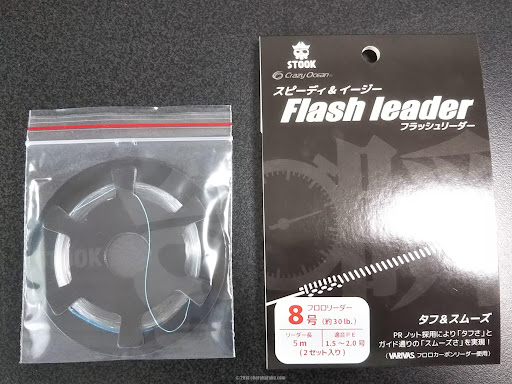 STOOK
Crazy Ocean
スピーディ & イージー
Flash leader
フラッシュリーダー
8号
フロロリーダー
(約30 lb.)
リーダー長
5m
適合PE
1.5〜2.0号
(2セット入り)
タフ&スムーズ
PRノット採用により「タフさ」と
ガイド通りの「スムーズさ」を実現！
(VARIVAS フロロカーボンリーダー使用)
STOOK